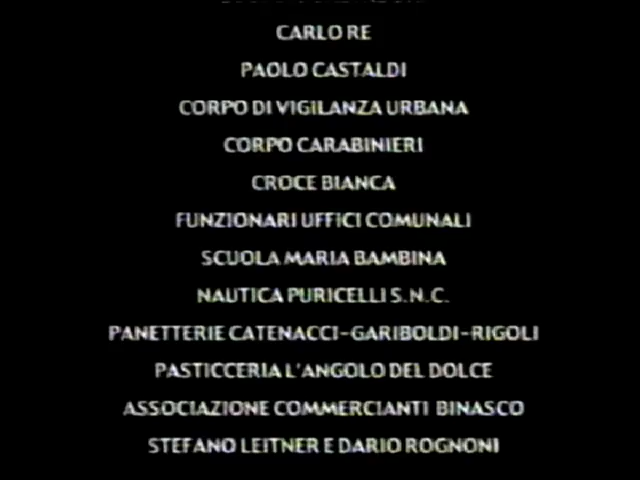 CARLO RE
PAOLO CASTALDI
CORPO DI VIGILANZA URBANA
CORPO CARABINIERI
CROCE BIANCA
FUNZIONARI UFFICI COMUNALI
SCUOLA MARIA BAMBINA
NAUTICA PURICELLI S.N.C.
PANETTERIE CATENACCI-GARIBOLDI-RIGOLI
PASTICCERIA L'ANGOLO DEL DOLCE
ASSOCIAZIONE COMMERCIANTI BINASCO
STEFANO LEITNER E DARIO ROGNONI